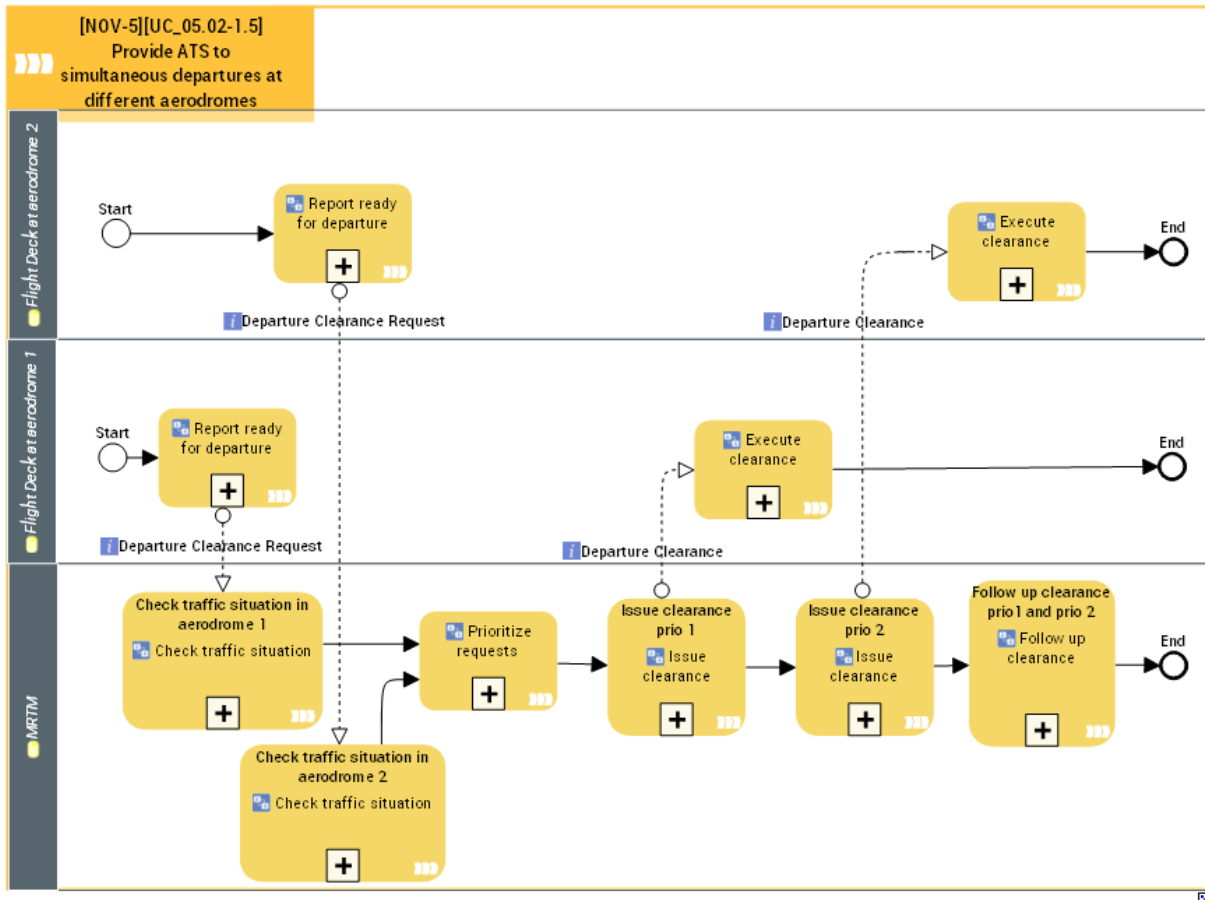 [NOV-5][UC_05.02-1.5]
Provide ATS to
simultaneous departures at
different aerodromes
Flight Deck at aerodrome 2
Start
Report ready
for departure
Departure Clearance Request
Execute
clearance
End
Departure Clearance
Flight Deck at aerodrome 1
Start
Report ready
for departure
Departure Clearance Request
Execute
clearance
End
Departure Clearance
MRTM
Check traffic situation in
aerodrome 1
Check traffic situation
Check traffic situation in
aerodrome 2
Check traffic situation
Prioritize
requests
Issue clearance
prio 1
Issue
clearance
Issue clearance
prio 2
Issue
clearance
Follow up clearance
prio1 and prio 2
Follow up
clearance
End